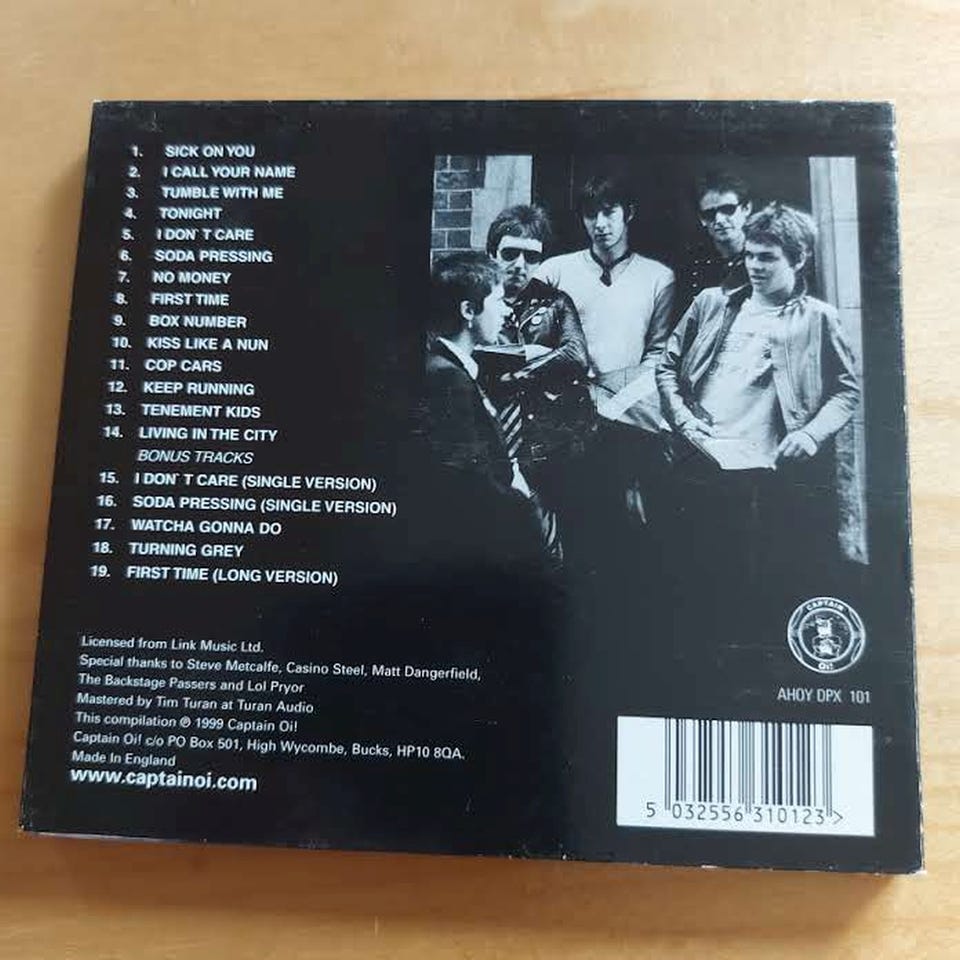 1. SICK ON YOU
2. I CALL YOUR NAME
3. TUMBLE WITH ME
4. TONIGHT
5. I DON´T CARE
6. SODA PRESSING
7. NO MONEY
8. FIRST TIME
9. BOX NUMBER
10. KISS LIKE A NUN
11. COP CARS
12. KEEP RUNNING
13. TENEMENT KIDS
14. LIVING IN THE CITY
BONUS TRACKS
15. I DON´T CARE (SINGLE VERSION)
16. SODA PRESSING (SINGLE VERSION)
17. WATCHA GONNA DO
18. TURNING GREY
19. FIRST TIME (LONG VERSION)
Licensed from Link Music Ltd.
Special thanks to Steve Metcalfe, Casino Steel, Matt Dangerfield,
The Backstage Passers and Lol Pryor
Mastered by Tim Turan at Turan Audio
This compilation ℗ 1999 Captain Oi!
Captain Oi! c/o PO Box 501, High Wycombe, Bucks, HP10 8QA.
Made In England
www.captainoi.com
CAPTAIN
Oi!
AHOY DPX 101
5 032556 310123 >